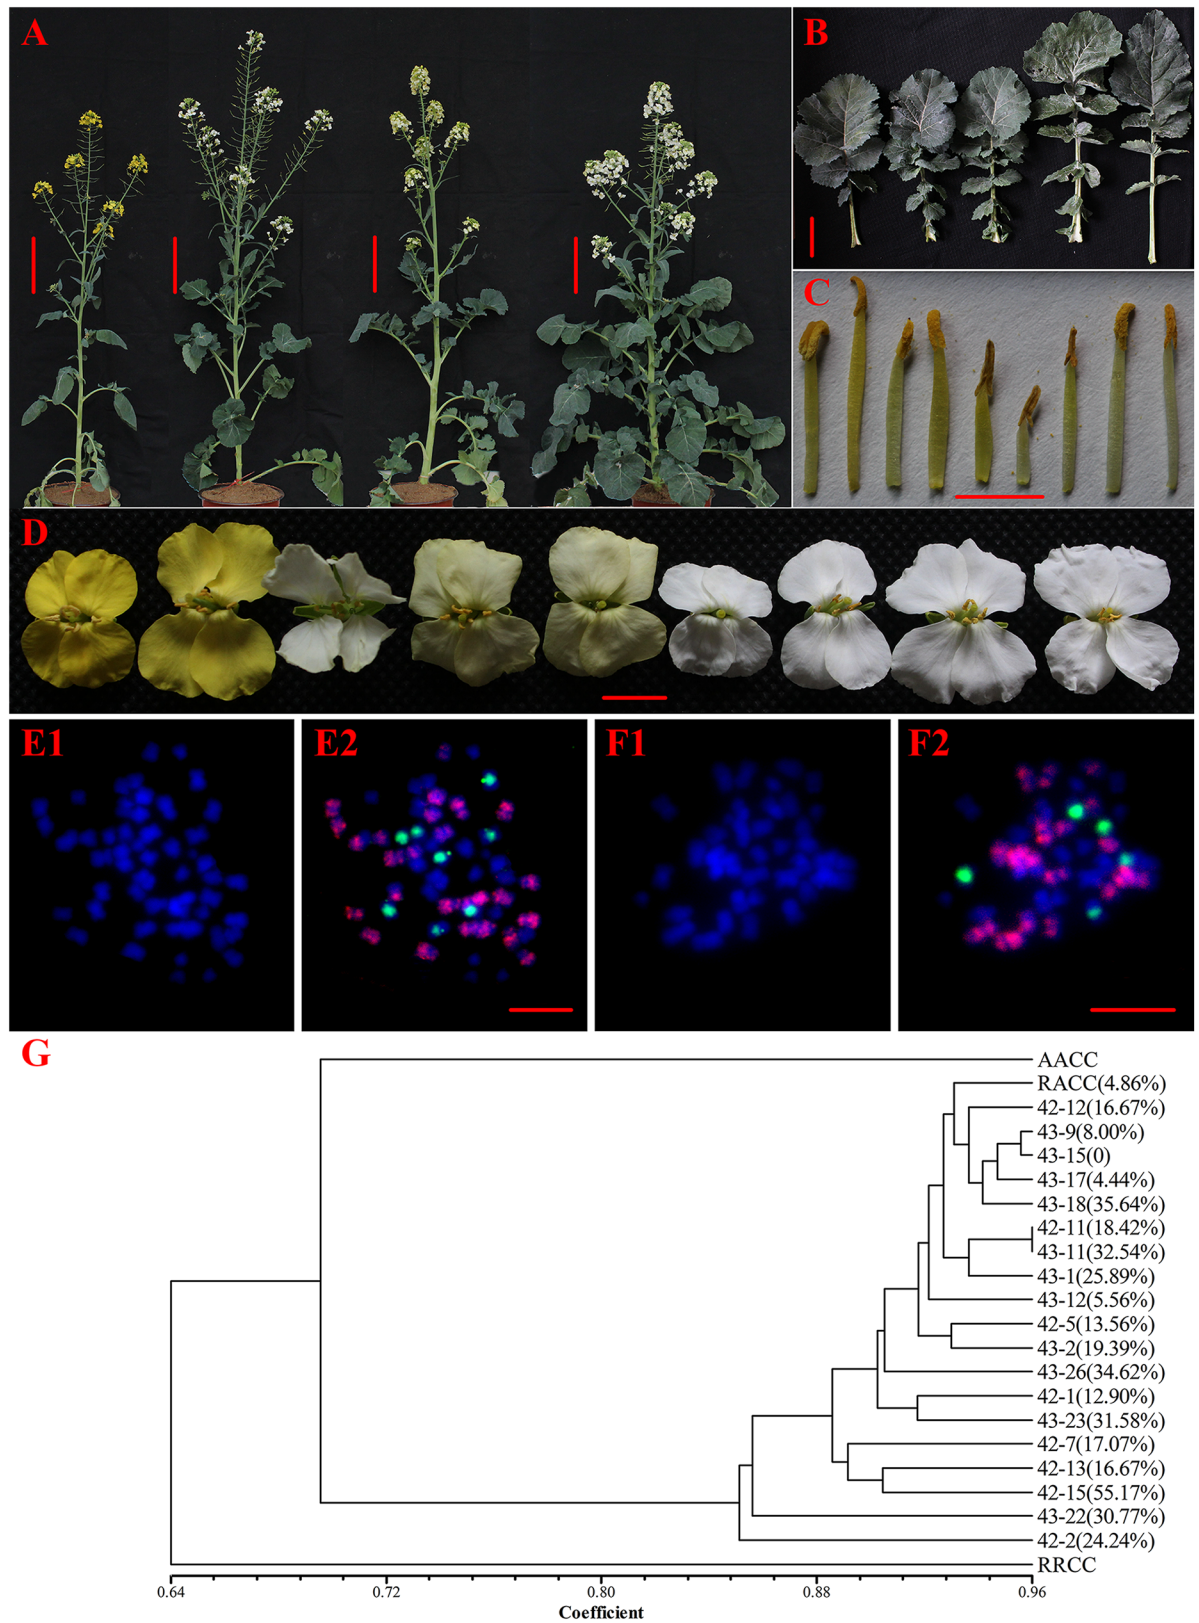 A
B
C
D
E1
E2
F1
F2
G
AACC
RACC(4.86%)
42-12(16.67%)
43-9(8.00%)
43-15(0)
43-17(4.44%)
43-18(35.64%)
42-11(18.42%)
43-11(32.54%)
43-1(25.89%)
43-12(5.56%)
42-5(13.56%)
43-2(19.39%)
43-26(34.62%)
42-1(12.90%)
43-23(31.58%)
42-7(17.07%)
42-13(16.67%)
42-15(55.17%)
43-22(30.77%)
42-2(24.24%)
RRCC
0.64 0.72 0.80 0.88 0.96
Coefficient